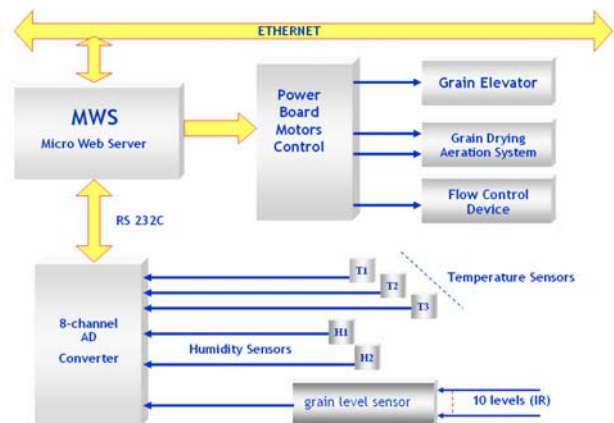 ETHERNET
MWS
Micro Web Server
Power
Board
Motors
Control
Grain Elevator
Grain Drying
Aeration System
Flow Control
Device
RS 232C
8-channel
AD
Converter
T1
T2
T3
Temperature Sensors
H1
Humidity Sensors
H2
grain level sensor
10 levels (IR)